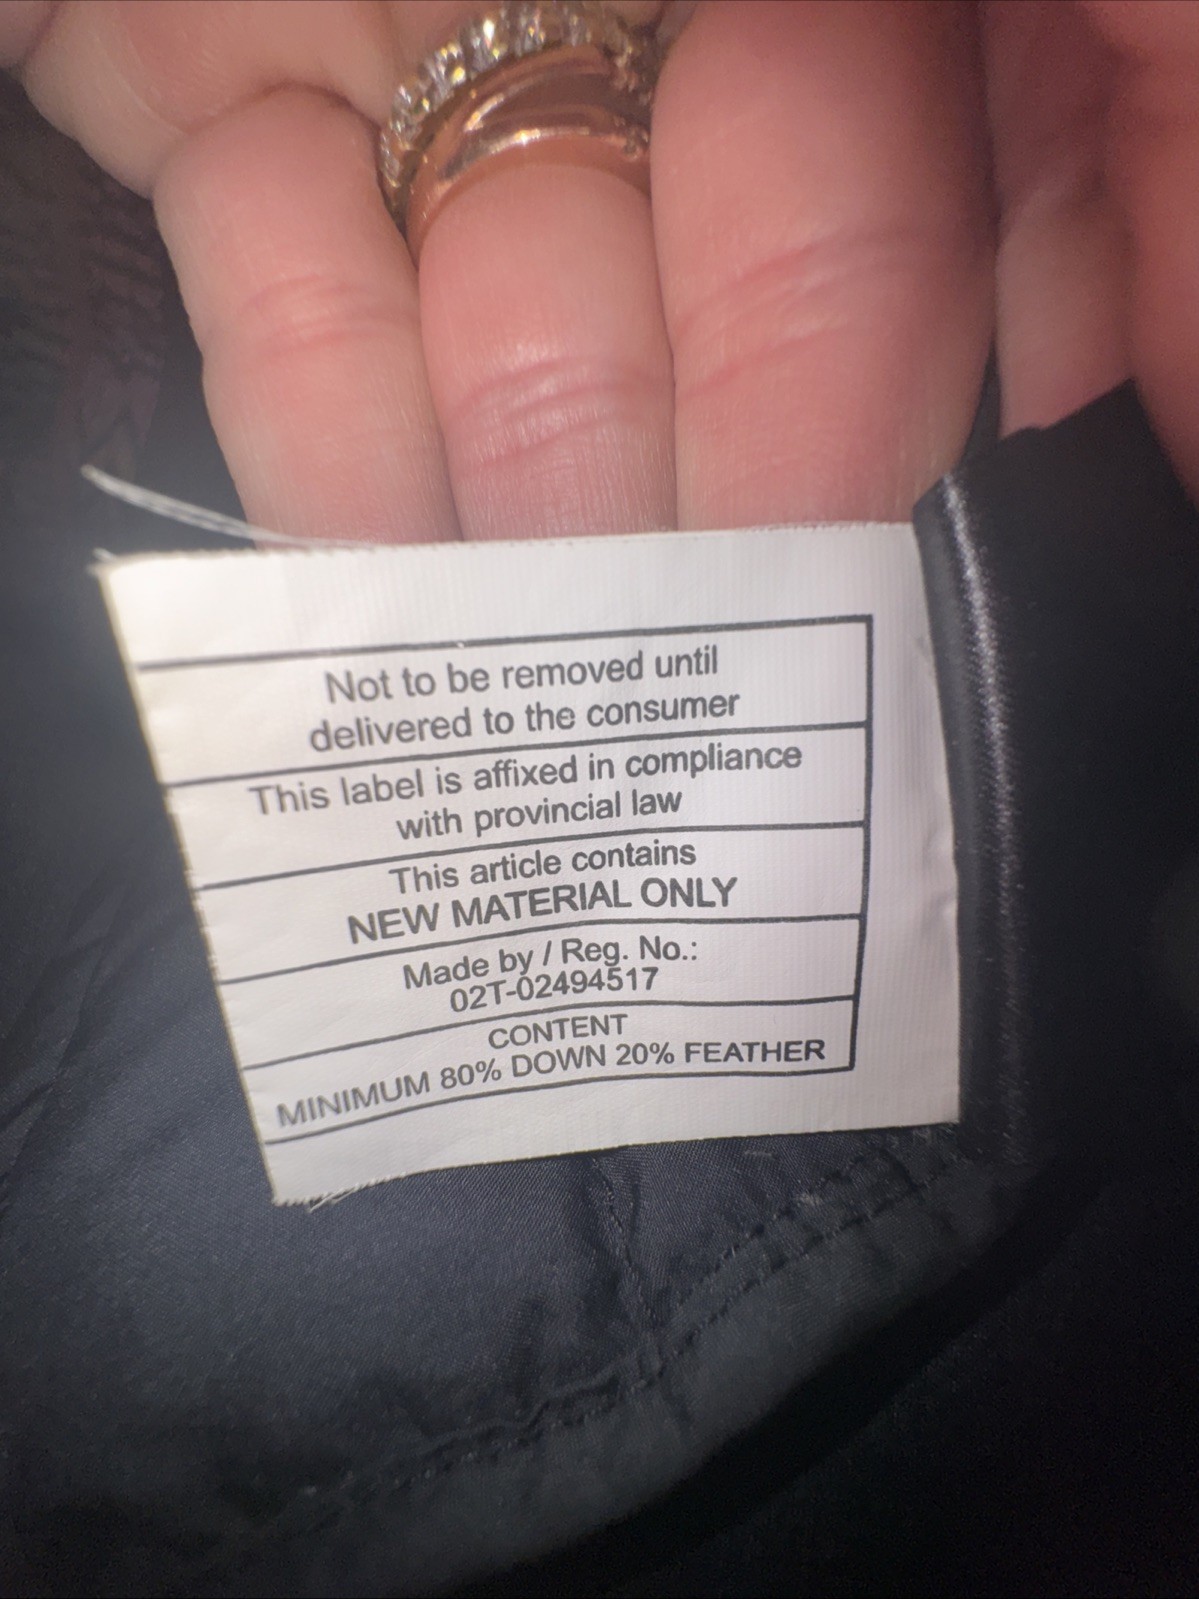 Not to be removed until
delivered to the consumer
This label is affixed in compliance
with provincial law
This article contains
NEW MATERIAL ONLY
Made by / Reg. No.:
02T-02494517
CONTENT
MINIMUM 80% DOWN 20% FEATHER